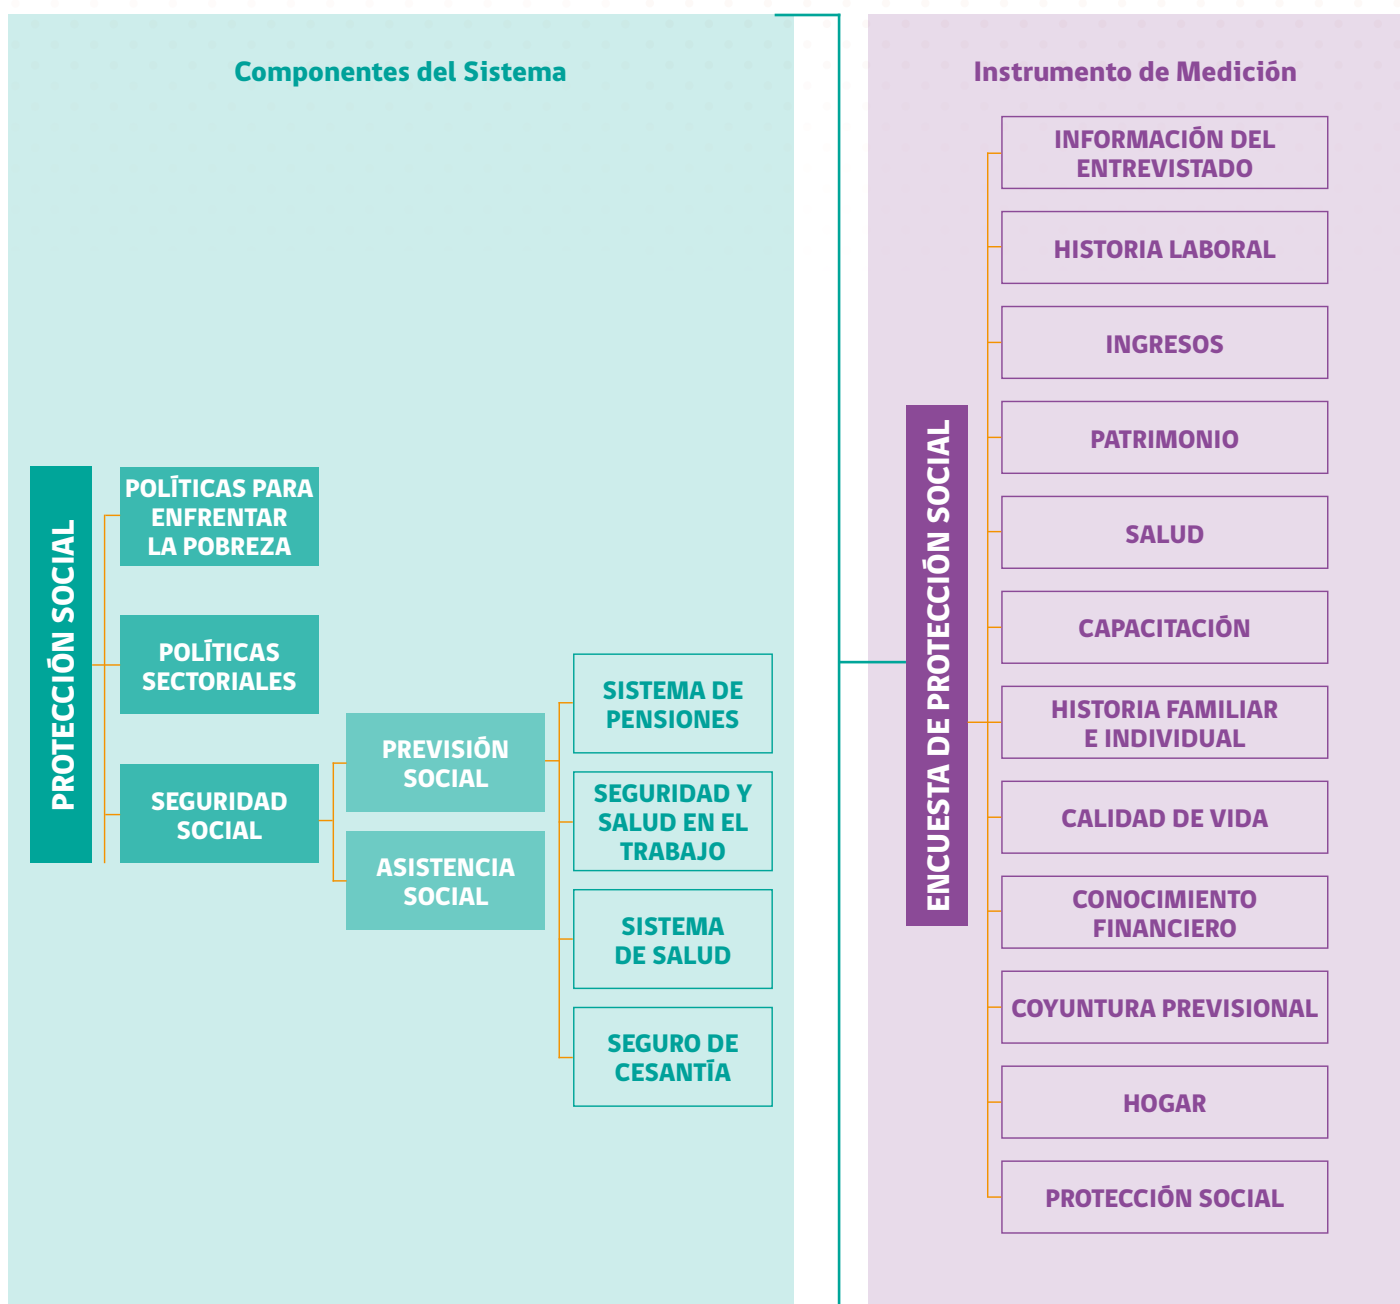 Componentes del Sistema
PROTECCIÓN SOCIAL
POLÍTICAS PARA
ENFRENTAR
LA POBREZA
POLÍTICAS
SECTORIALES
SEGURIDAD
SOCIAL
PREVISIÓN
SOCIAL
ASISTENCIA
SOCIAL
SISTEMA DE
PENSIONES
SEGURIDAD Y
SALUD EN EL
TRABAJO
SISTEMA
DE SALUD
SEGURO DE
CESANTÍA
Instrumento de Medición
ENCUESTA DE PROTECCIÓN SOCIAL
INFORMACIÓN DEL
ENTREVISTADO
HISTORIA LABORAL
INGRESOS
PATRIMONIO
SALUD
CAPACITACIÓN
HISTORIA FAMILIAR
E INDIVIDUAL
CALIDAD DE VIDA
CONOCIMIENTO
FINANCIERO
COYUNTURA PREVISIONAL
HOGAR
PROTECCIÓN SOCIAL